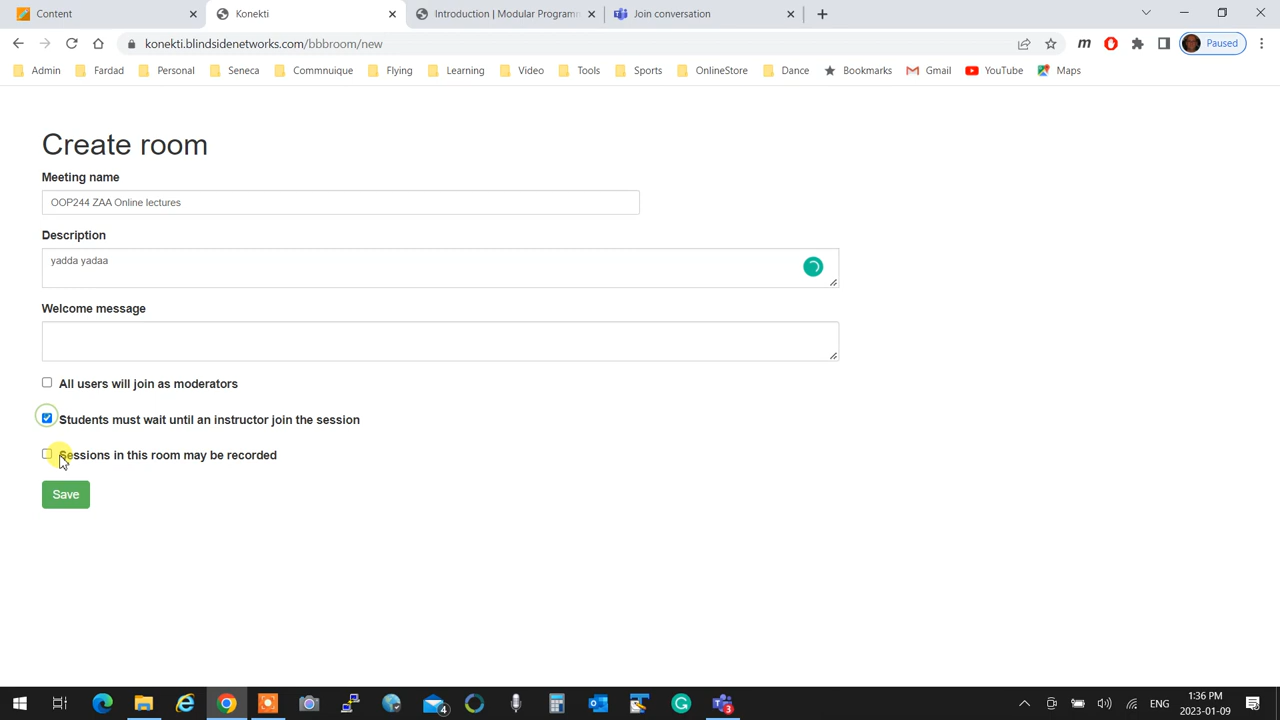 Content
Konekti
Introduction | Modular Programm
Join conversation
konekti.blindsidenetworks.com/bbbroom/new
Paused
Admin
Fardad
Personal
Seneca
Commnuique
Flying
Learning
Video
Tools
Sports
OnlineStore
Dance
Bookmarks
Gmail
YouTube
Maps
Create room
Meeting name
OOP244 ZAA Online lectures
Description
yadda yadaa
Welcome message
All users will join as moderators
Students must wait until an instructor join the session
Sessions in this room may be recorded
Save
4
3
ENG
1:36 PM
2023-01-09